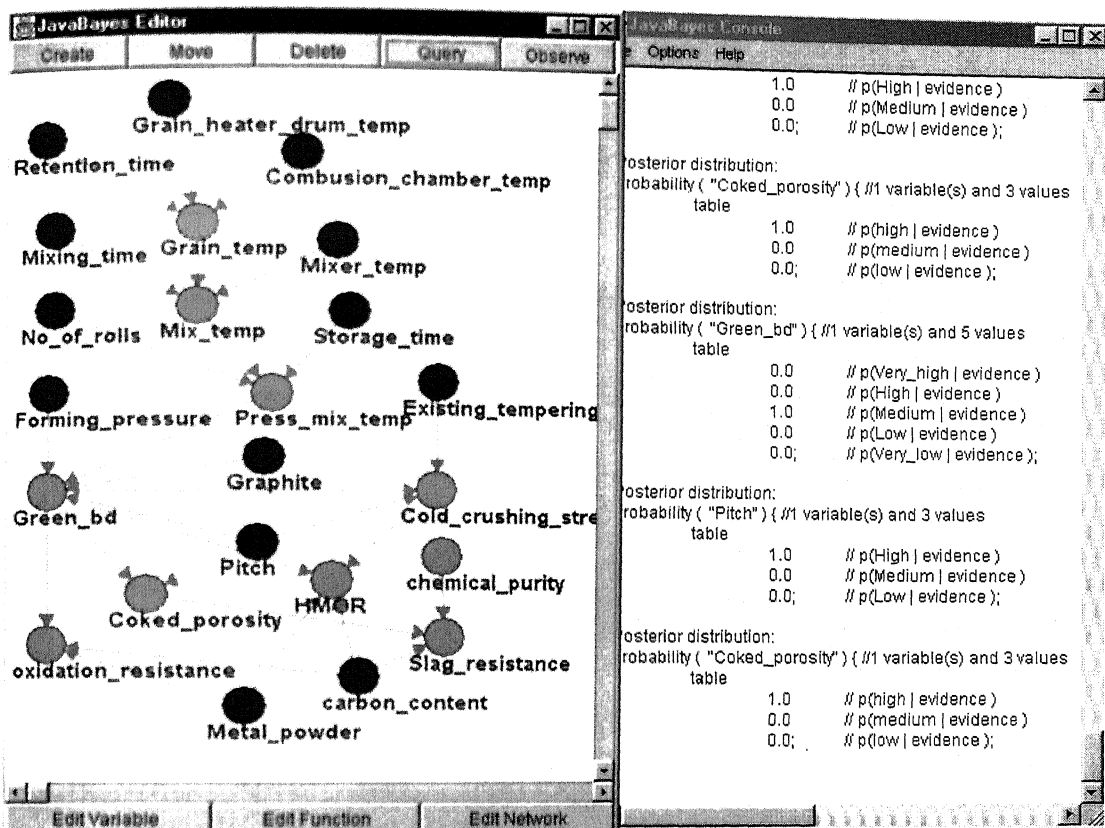 JavaBayes Editor
Create Move Delete Query Observe
Grain_heater_drum_temp
Retention_time
Combusion_chamber_temp
Mixing_time
Grain_temp
Mixer_temp
No_of_rolls
Mix_temp
Storage_time
Forming_pressure
Press_mix_temp
Existing_tempering
Graphite
Green_bd
Cold_crushing_stre
Pitch
chemical_purity
HMOR
Coked_porosity
oxidation_resistance
Slag_resistance
carbon_content
Metal_powder
Edit Variable Edit Function Edit Network
JavaBayes Console
e Options Help
1.0 // p(High | evidence )
0.0 // p(Medium | evidence )
0.0; // p(Low | evidence );
osterior distribution:
robability ( "Coked_porosity" ) { //1 variable(s) and 3 values
table
1.0 // p(high | evidence )
0.0 // p(medium | evidence )
0.0; // p(low | evidence );
osterior distribution:
robability ( "Green_bd" ) { //1 variable(s) and 5 values
table
0.0 // p(Very_high | evidence )
0.0 // p(High | evidence )
1.0 // p(Medium | evidence )
0.0 // p(Low | evidence )
0.0; // p(Very_low | evidence );
osterior distribution:
robability ( "Pitch" ) { //1 variable(s) and 3 values
table
1.0 // p(High | evidence )
0.0 // p(Medium | evidence )
0.0; // p(Low | evidence );
osterior distribution:
robability ( "Coked_porosity" ) { //1 variable(s) and 3 values
table
1.0 // p(high | evidence )
0.0 // p(medium | evidence )
0.0; // p(low | evidence );